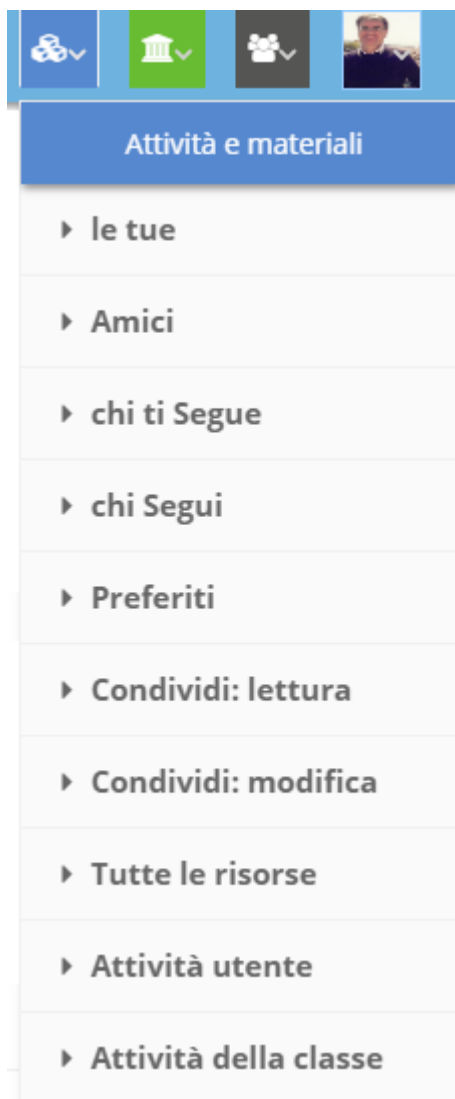 Attività e materiali
le tue
Amici
chi ti Segue
chi Segui
Preferiti
Condividi: lettura
Condividi: modifica
Tutte le risorse
Attività utente
Attività della classe